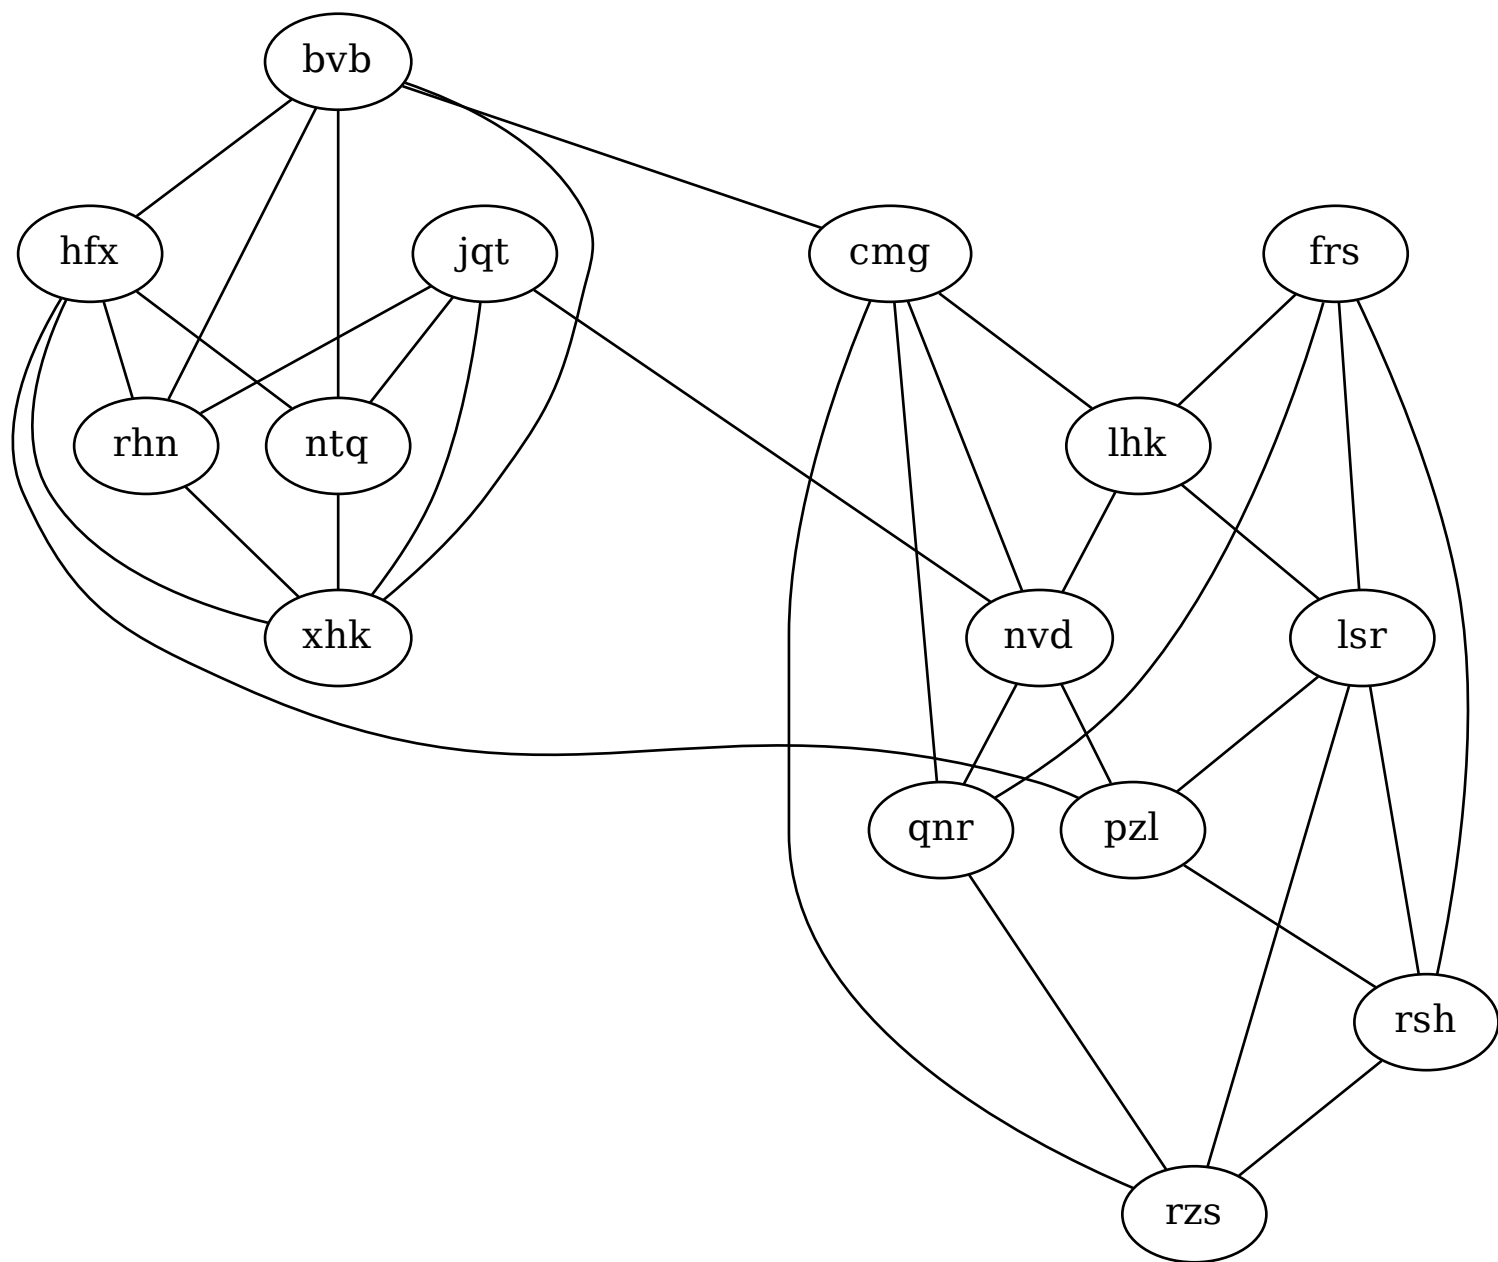 bvb
hfx
jqt
cmg
frs
rhn
ntq
lhk
xhk
nvd
lsr
qnr
pzl
rsh
rzs